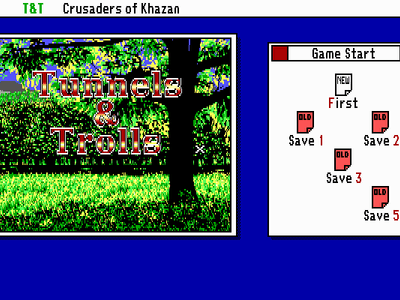 T&T Crusaders of Khazan
Tunnels
&
Trolls
Game Start
NEW
First
OLD OLD
Save 1 Save 2
OLD
Save 3
OLD
Save 5